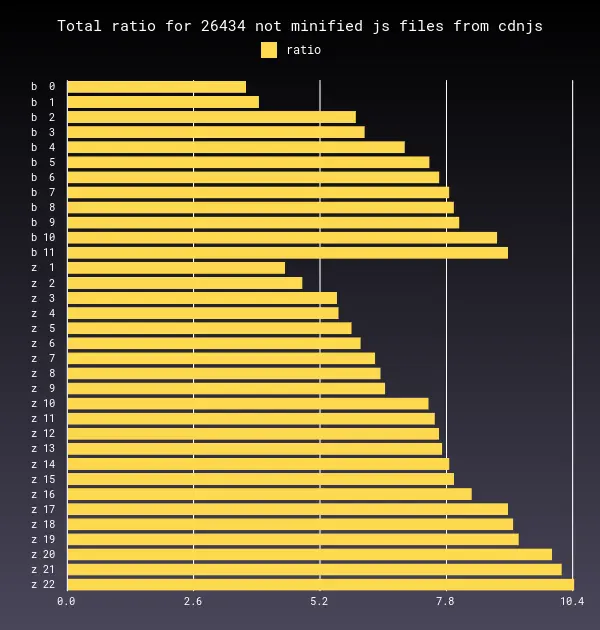 Total ratio for 26434 not minified js files from cdnjs
ratio
b 0
b 1
b 2
b 3
b 4
b 5
b 6
b 7
b 8
b 9
b 10
b 11
z 1
z 2
z 3
z 4
z 5
z 6
z 7
z 8
z 9
z 10
z 11
z 12
z 13
z 14
z 15
z 16
z 17
z 18
z 19
z 20
z 21
z 22
0.0 2.6 5.2 7.8 10.4